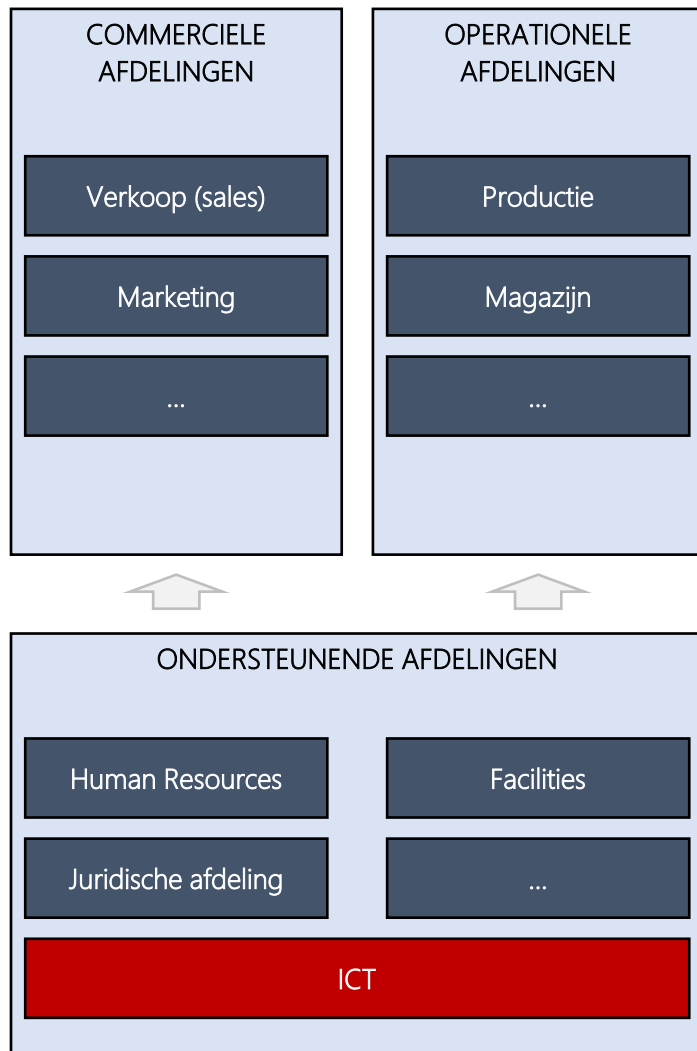 COMMERCIELE
AFDELINGEN
Verkoop (sales)
Marketing
...
OPERATIONELE
AFDELINGEN
Productie
Magazijn
...
ONDERSTEUNENDE AFDELINGEN
Human Resources
Facilities
Juridische afdeling
...
ICT